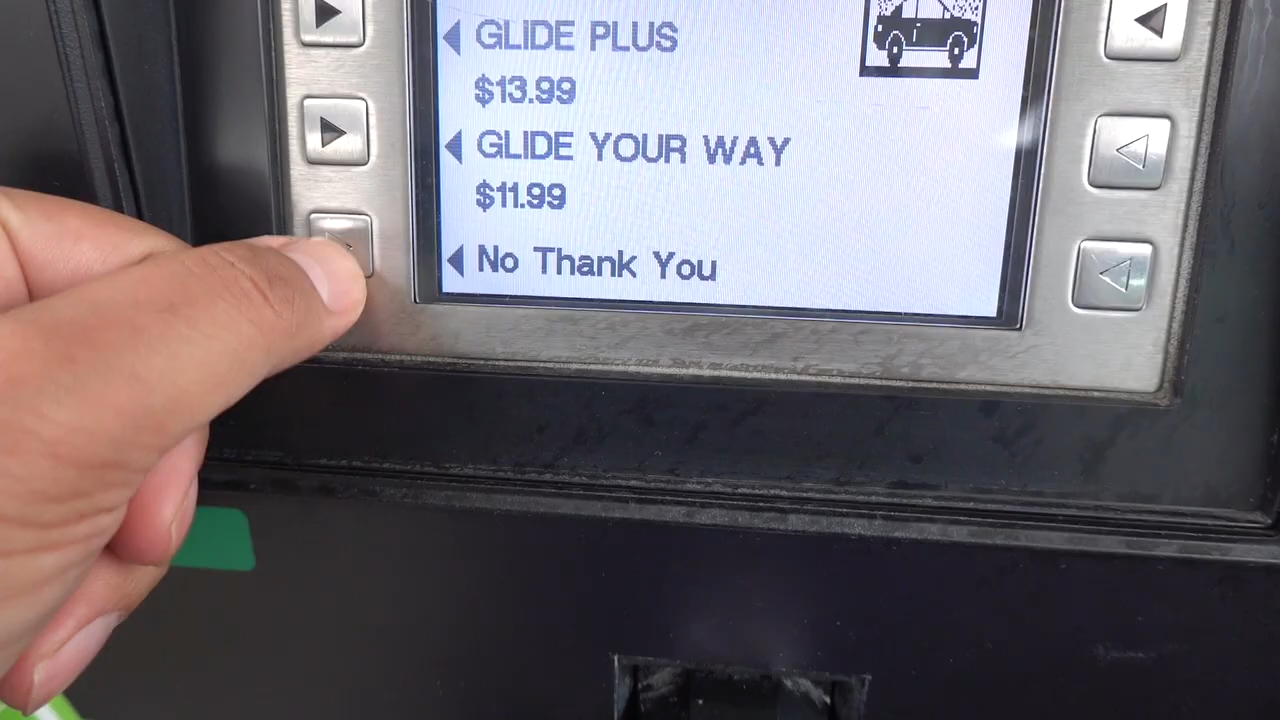 GLIDE PLUS
$13.99
GLIDE YOUR WAY
$11.99
No Thank You